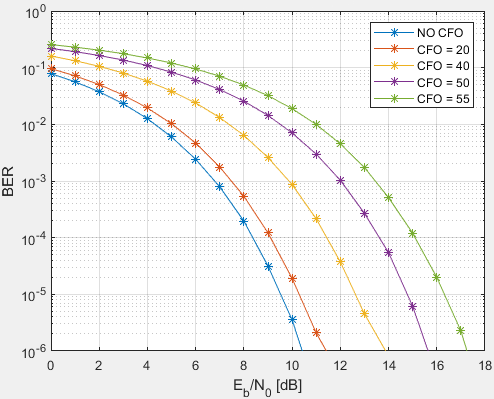 10^0
10^-1
10^-2
10^-3
10^-4
10^-5
10^-6
BER
NO CFO
CFO = 20
CFO = 40
CFO = 50
CFO = 55
0 2 4 6 8 10 12 14 16 18
E_b/N_0 [dB]